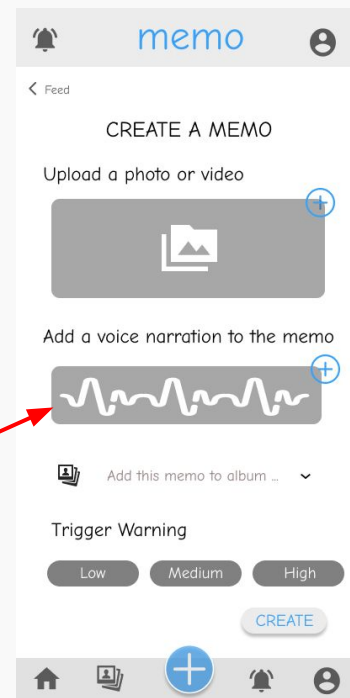 memo
Feed
CREATE A MEMO
Upload a photo or video
Add a voice narration to the memo
Add this memo to album ...
Trigger Warning
Low Medium High
CREATE